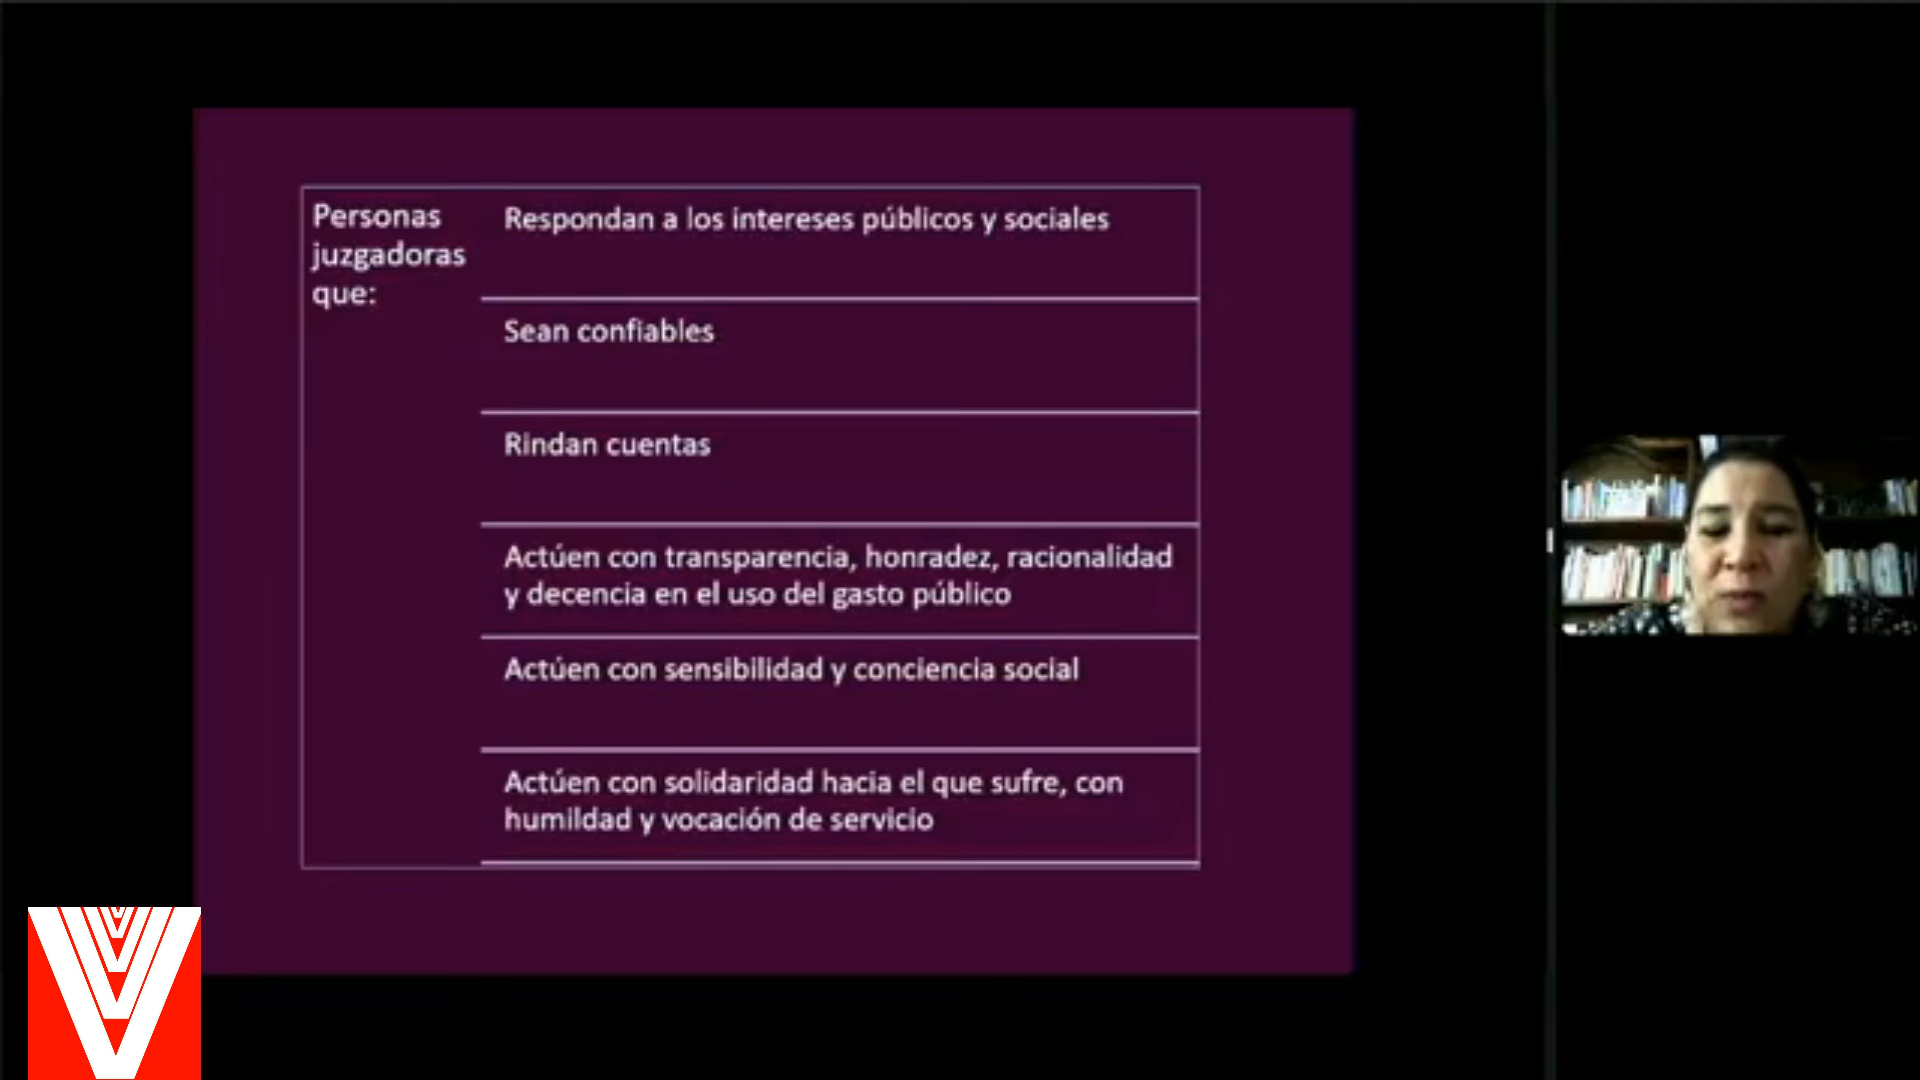 Personas
juzgadoras
que:
Respondan a los intereses públicos y sociales
Sean confiables
Rindan cuentas
Actúen con transparencia, honradez, racionalidad
y decencia en el uso del gasto público
Actúen con sensibilidad y conciencia social
Actúen con solidaridad hacia el que sufre, con
humildad y vocación de servicio